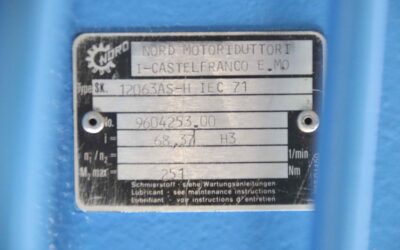 NORD
NORD MOTORIDUTTORI
I-CASTELFRANCO E.MO
Type SK. 12063AS-H IEC 71
No. 9604253.00
i = 68,37 H3
n₁/n₂= 1/min
M₂ max = 251 Nm
Schmierstoff - siehe Wartungsanleitungen
Lubricant - see maintenance instructions
Lubrifiant - voir instructions d'entretien